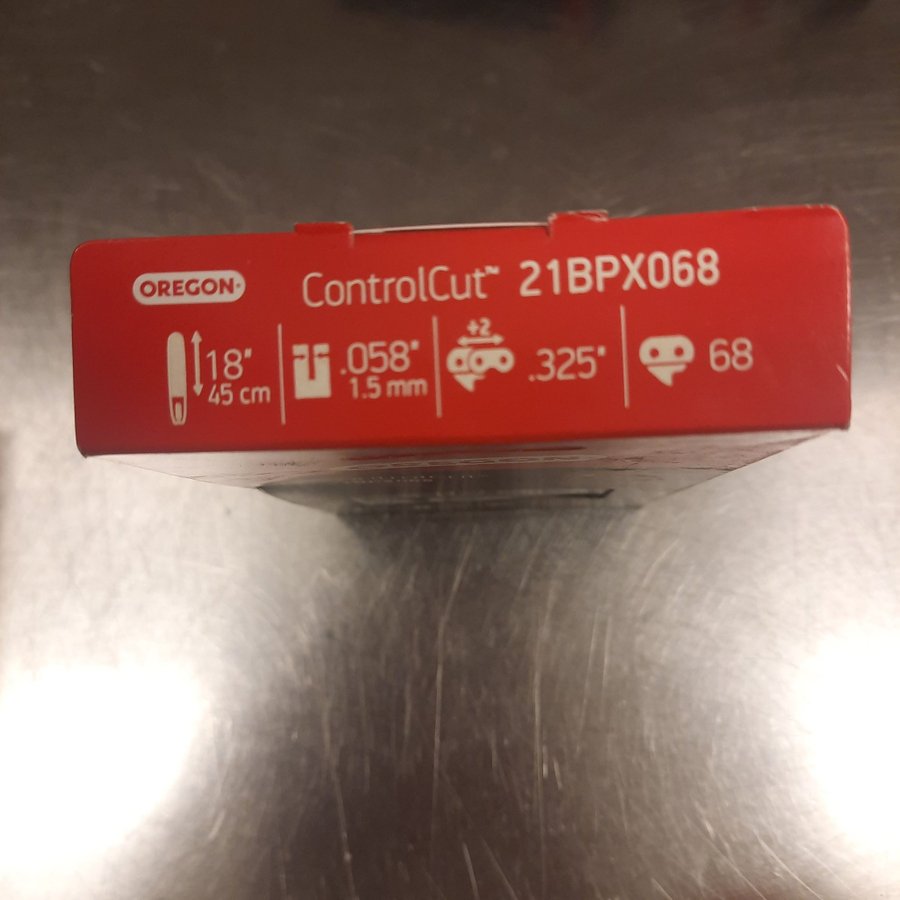 OREGON
ControlCut™ 21BPX068
18"
45 cm
.058"
1.5 mm
+2
.325"
68